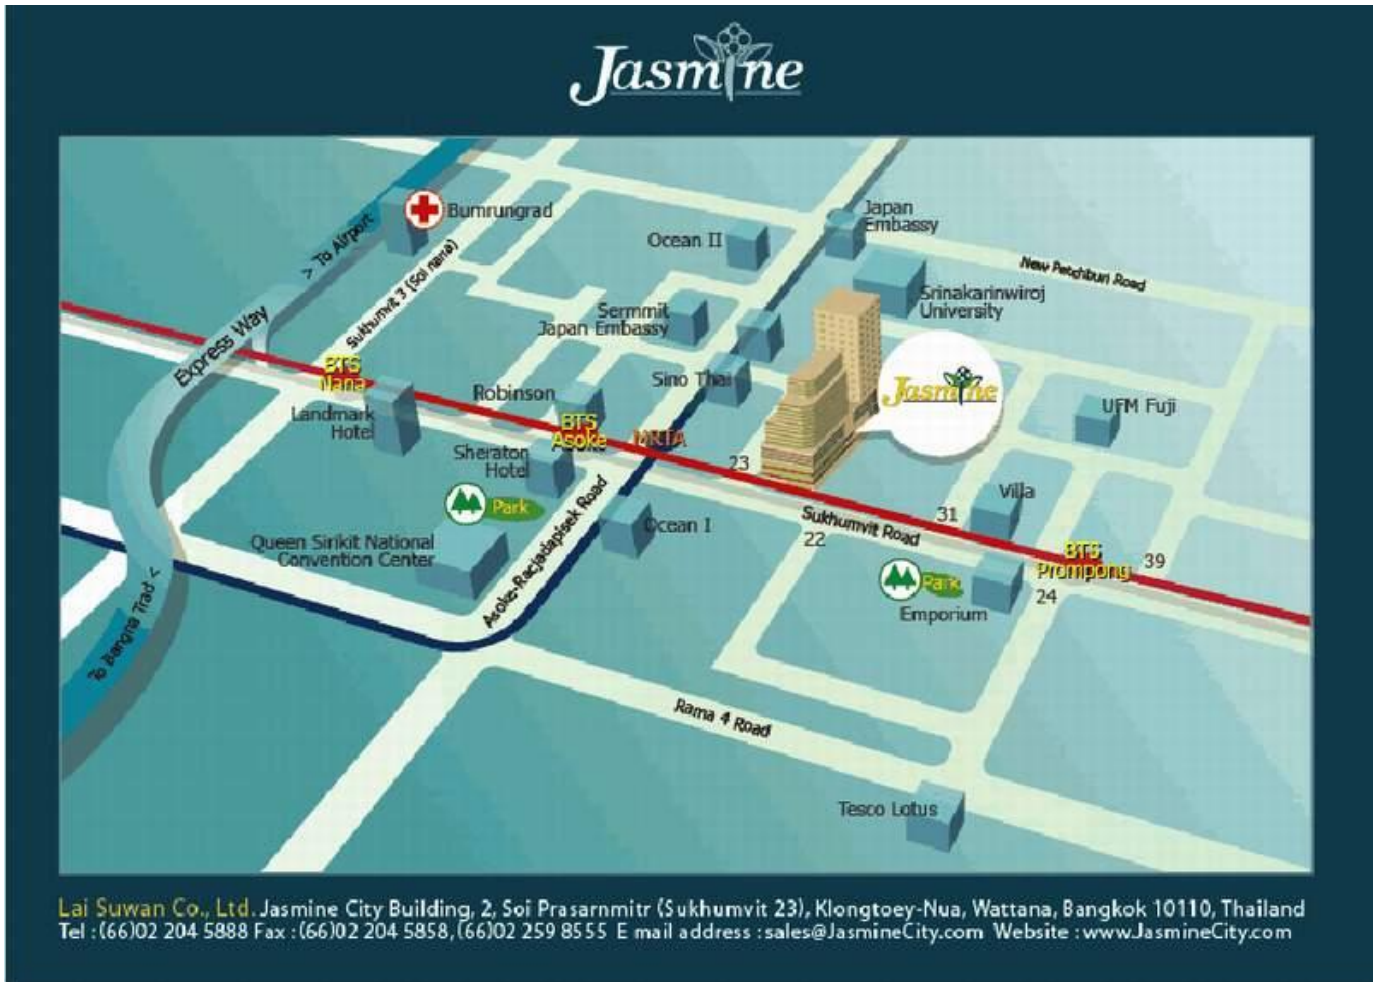 Jasmine
Bumrungrad
> To Airport
Sukhumvit 3 (Soi nana)
Express Way
Japan
Embassy
Ocean II
New Petchburi Road
Srinakarinwiroj
University
Sermmit
Japan Embassy
Sino Thai
Jasmine
BTS
Nana
Landmark
Hotel
Robinson
BTS
Asoke
Asoke
MRTA
UFM Fuji
Sheraton
Hotel
23
Park
Villa
Ocean I
Sukhumvit Road
31
22
Queen Sirikit National
Convention Center
Asoke-Racjadapisek Road
BTS
Prompong
39
Park
24
Emporium
To Bangna Trad <
Rama 4 Road
Tesco Lotus
Lai Suwan Co., Ltd. Jasmine City Building, 2, Soi Prasarnmitr (Sukhumvit 23), Klongtoey-Nua, Wattana, Bangkok 10110, Thailand
Tel :(66)02 204 5888 Fax :(66)02 204 5858, (66)02 259 8555 E mail address :sales@JasmineCity.com Website :www.JasmineCity.com